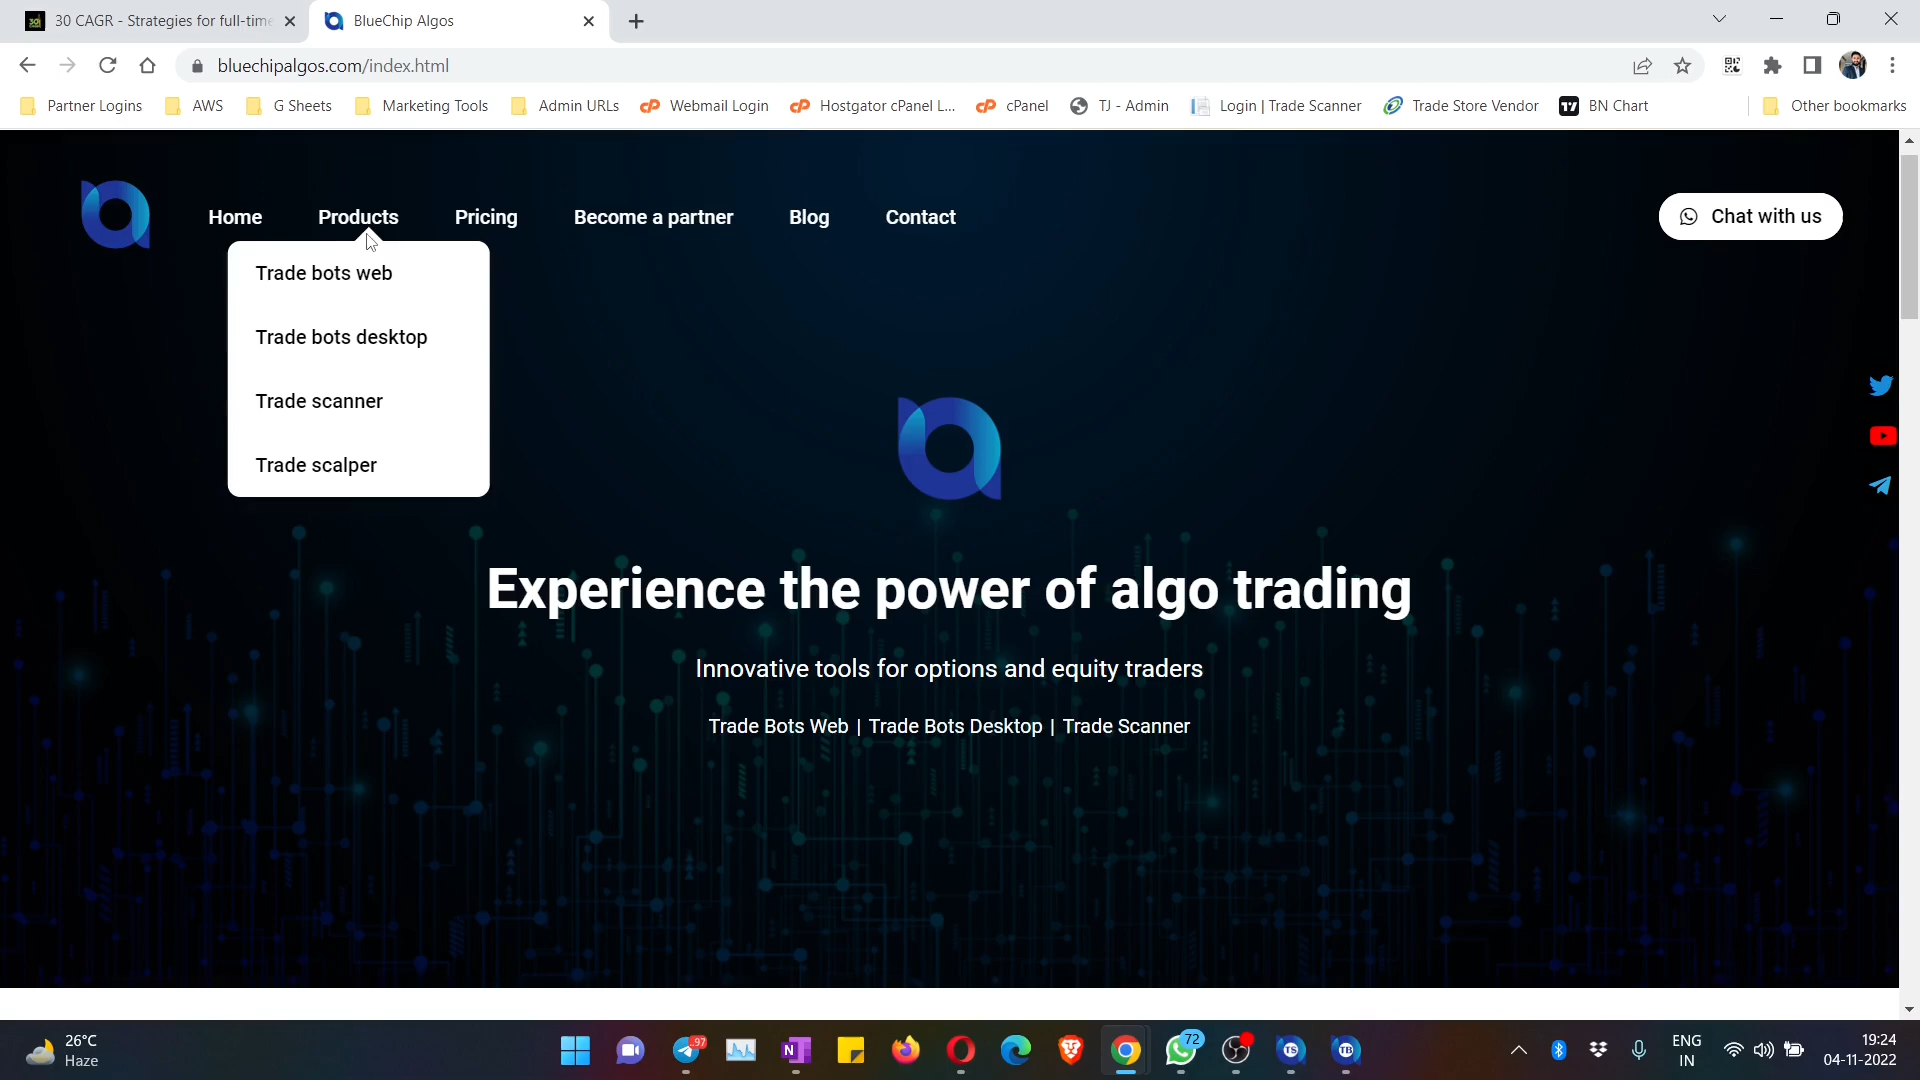 30 CAGR - Strategies for full-time
BlueChip Algos
bluechipalgos.com/index.html
Partner Logins
AWS
G Sheets
Marketing Tools
Admin URLs
Webmail Login
Hostgator cPanel L...
cPanel
TJ - Admin
Login | Trade Scanner
Trade Store Vendor
BN Chart
Other bookmarks
Home
Products
Pricing
Become a partner
Blog
Contact
Chat with us
Trade bots web
Trade bots desktop
Trade scanner
Trade scalper
Experience the power of algo trading
Innovative tools for options and equity traders
Trade Bots Web | Trade Bots Desktop | Trade Scanner
26°C
Haze
97
72
TS
TB
ENG
IN
19:24
04-11-2022